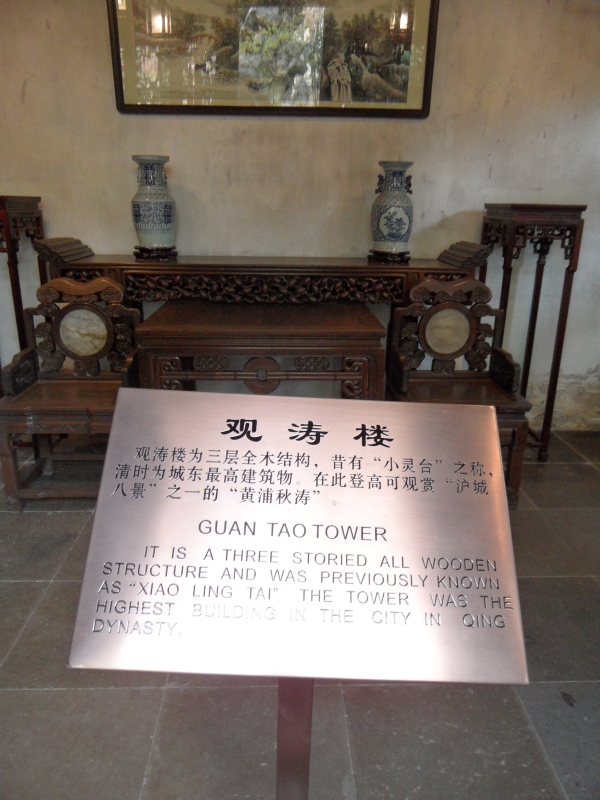 观涛楼
观涛楼为三层全木结构，昔有“小灵台”之称，
清时为城东最高建筑物。在此登高可观赏“沪城
八景”之一的“黄浦秋涛”。
GUAN TAO TOWER
IT IS A THREE STORIED ALL WOODEN
STRUCTURE AND WAS PREVIOUSLY KNOWN
AS “XIAO LING TAI” THE TOWER WAS THE
HIGHEST BUILDING IN THE CITY IN QING
DYNASTY.